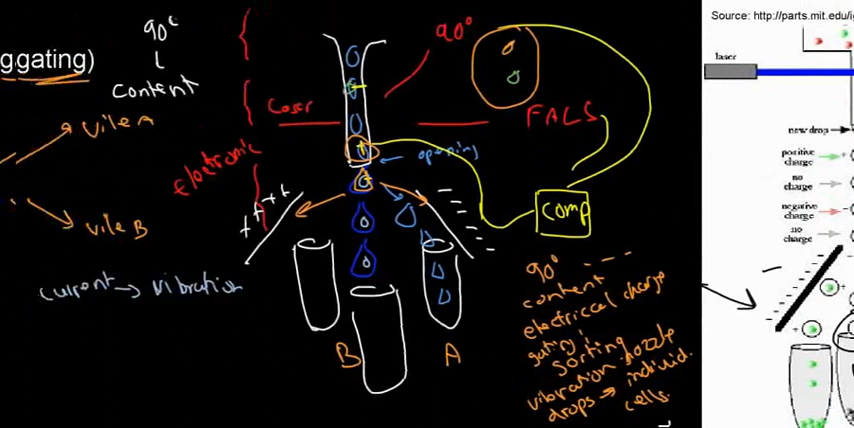 ggating)
90°
content
vile A
vile B
current → vibration
laser
electronic
90°
FALS
opening
comp
++++
B
A
90° ---
content
electriccal charge
gating!
sorting
vibration nozzle
drops → individ.
cells.
Source: http://parts.mit.edu/i
laser
new drop
positive
charge
no
charge
negative
charge
no
charge